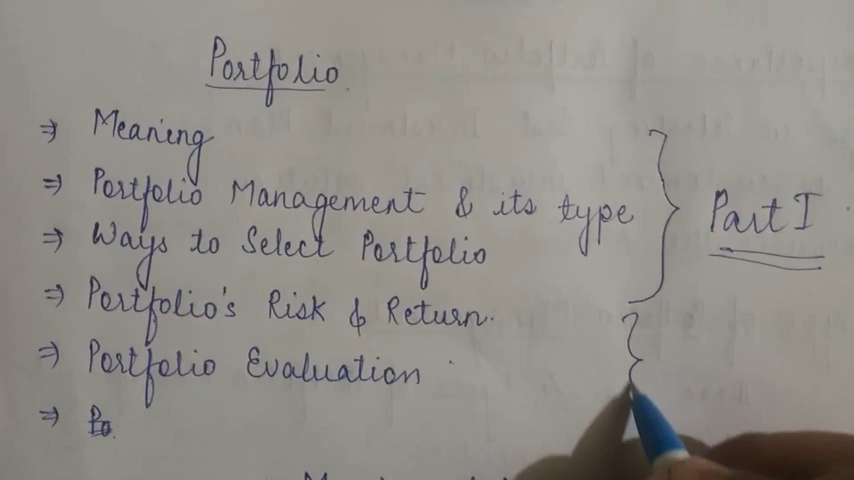 Portfolio
⇒ Meaning
⇒ Portfolio Management & its type
⇒ Ways to Select Portfolio
⇒ Portfolio's Risk & Return.
⇒ Portfolio Evaluation
⇒
Part I